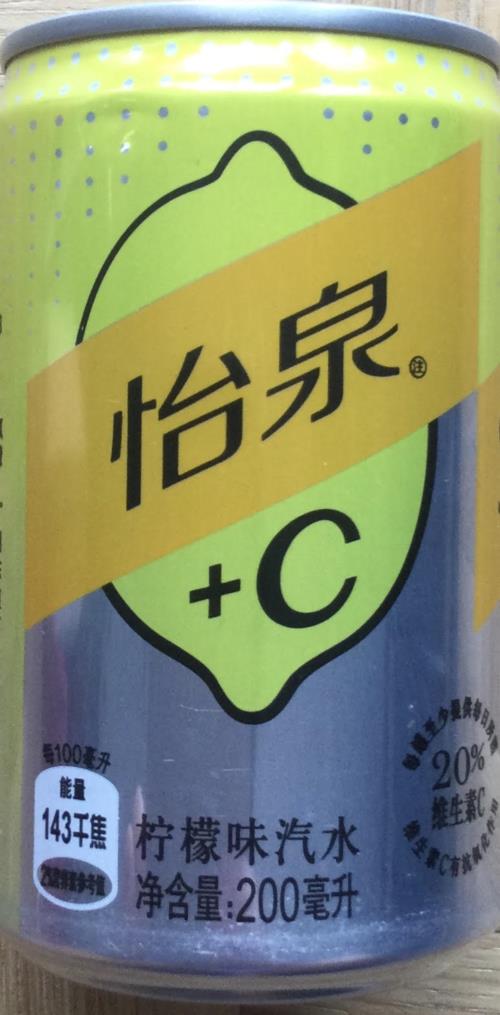 怡泉
+C
每100毫升
能量
143千焦
柠檬味汽水
净含量:200毫升
20%
维生素C